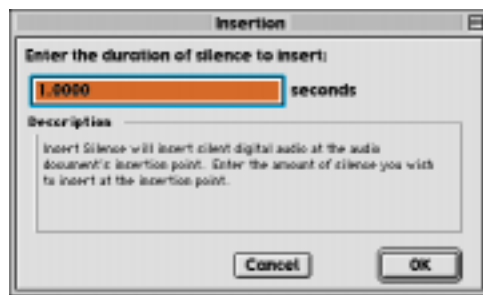 Insertion
Enter the duration of silence to insert:
1.0000 seconds
Description
Insert Silence will insert silent digital audio at the audio
document's insertion point. Enter the amount of silence you wish
to insert at the insertion point.
Cancel OK